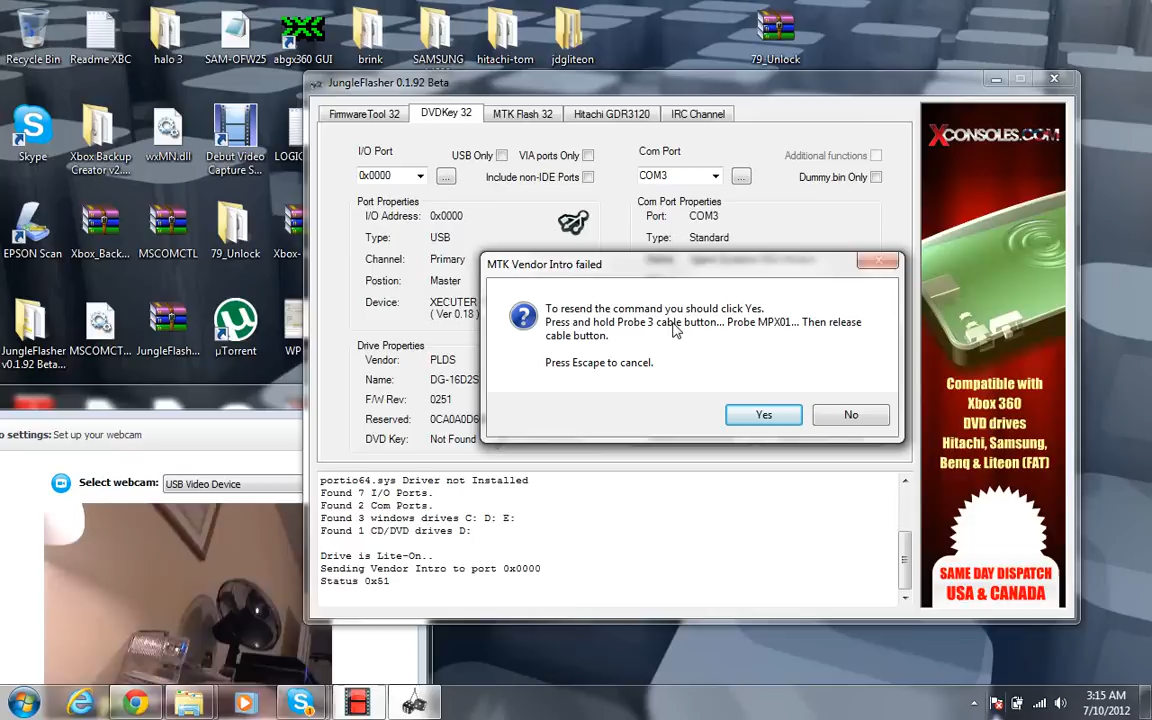 Recycle Bin
Readme XBC
halo 3
SAM-OFW25
abgx360 GUI
brink
SAMSUNG
hitachi-tom
jdgliteon
79_Unlock
Skype
Xbox Backup
Creator v2....
wxMN.dll
Debut Video
Capture S...
LOGIC
EPSON Scan
Xbox_Back...
MSCOMCTL
79_Unlock
Xbox-
JungleFlasher
v0.1.92 Beta
MSCOMCT...
JungleFlash...
µTorrent
WP
JungleFlasher 0.1.92 Beta
FirmwareTool 32
DVDKey 32
MTK Flash 32
Hitachi GDR3120
IRC Channel
I/O Port
USB Only
VIA ports Only
0x0000
...
Include non-IDE Ports
Com Port
Additional functions
COM3
...
Dummy.bin Only
Port Properties
I/O Address: 0x0000
Type: USB
Channel: Primary
Postion: Master
Device: XECUTER
( Ver 0.18 )
Com Port Properties
Port: COM3
Type: Standard
Drive Properties
Vendor: PLDS
Name: DG-16D2S
F/W Rev: 0251
Reserved: 0CA0A0D6
DVD Key: Not Found
MTK Vendor Intro failed
To resend the command you should click Yes.
Press and hold Probe 3 cable button... Probe MPX01... Then release
cable button.
Press Escape to cancel.
Yes
No
portio64.sys Driver not Installed
Found 7 I/O Ports.
Found 2 Com Ports.
Found 3 windows drives C: D: E:
Found 1 CD/DVD drives D:
Drive is Lite-On..
Sending Vendor Intro to port 0x0000
Status 0x51
XCONSOLES.COM
Compatible with
Xbox 360
DVD drives
Hitachi, Samsung,
Benq & Liteon (FAT)
SAME DAY DISPATCH
USA & CANADA
o settings: Set up your webcam
Select webcam: USB Video Device
3:15 AM
7/10/2012